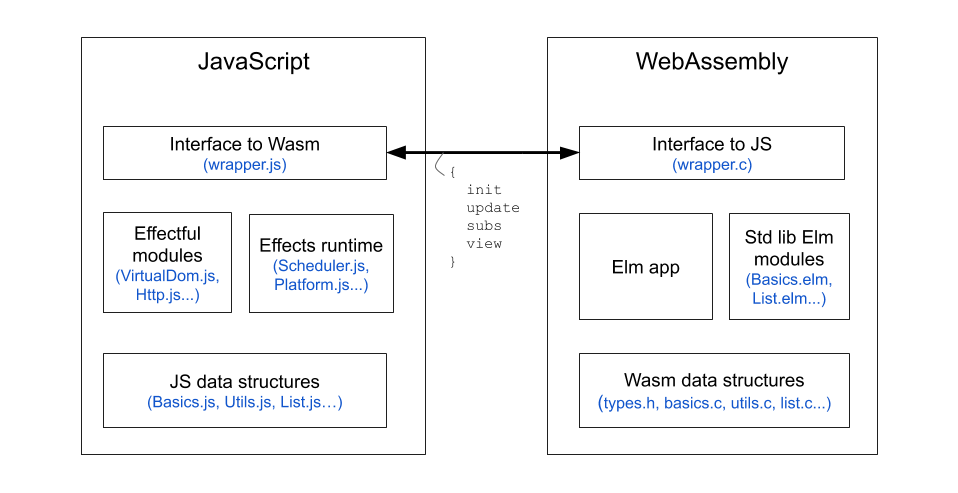 JavaScript
Interface to Wasm
(wrapper.js)
Effectful
modules
(VirtualDom.js,
Http.js...)
Effects runtime
(Scheduler.js,
Platform.js...)
JS data structures
(Basics.js, Utils.js, List.js…)
{
init
update
subs
view
}
WebAssembly
Interface to JS
(wrapper.c)
Elm app
Std lib Elm
modules
(Basics.elm,
List.elm...)
Wasm data structures
(types.h, basics.c, utils.c, list.c...)